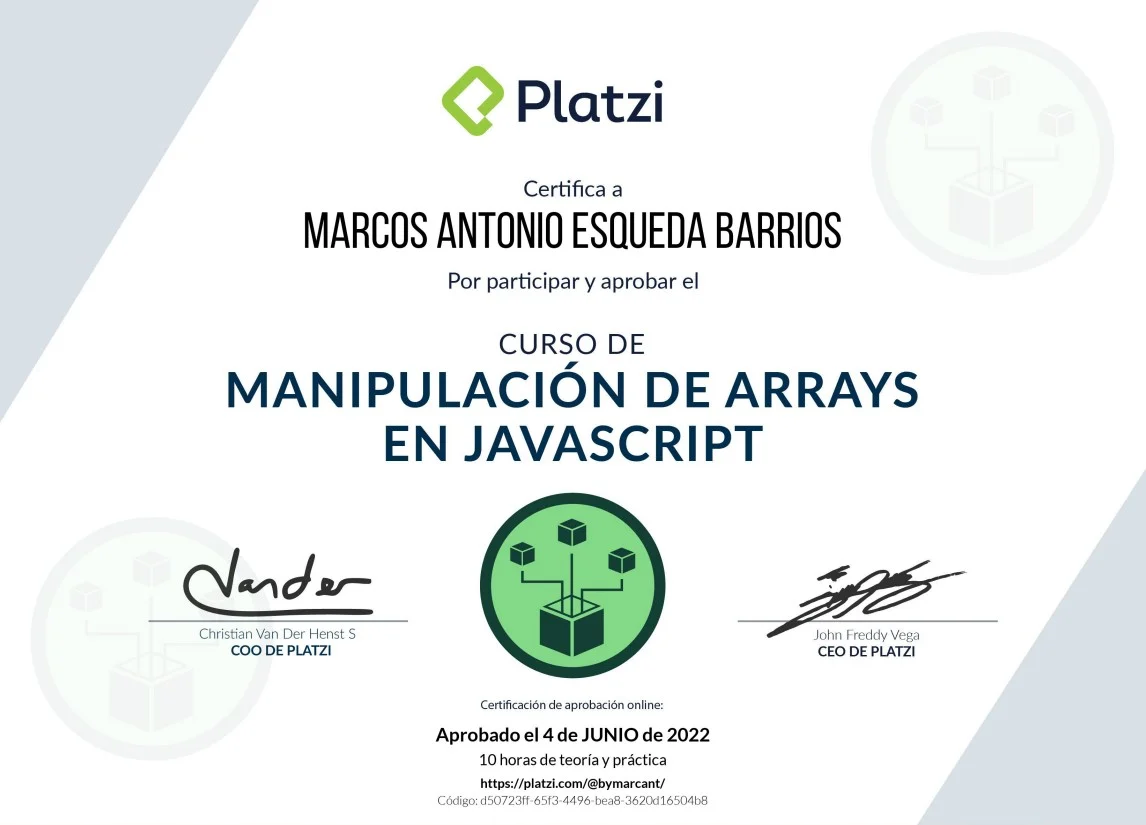 Platzi
Certifica a
MARCOS ANTONIO ESQUEDA BARRIOS
Por participar y aprobar el
CURSO DE
MANIPULACIÓN DE ARRAYS
EN JAVASCRIPT
Vander
Christian Van Der Henst S
COO DE PLATZI
John Freddy Vega
CEO DE PLATZI
Certificación de aprobación online:
Aprobado el 4 de JUNIO de 2022
10 horas de teoría y práctica
https://platzi.com/@bymarcant/
Código: d50723ff-65f3-4496-bea8-3620d16504b8